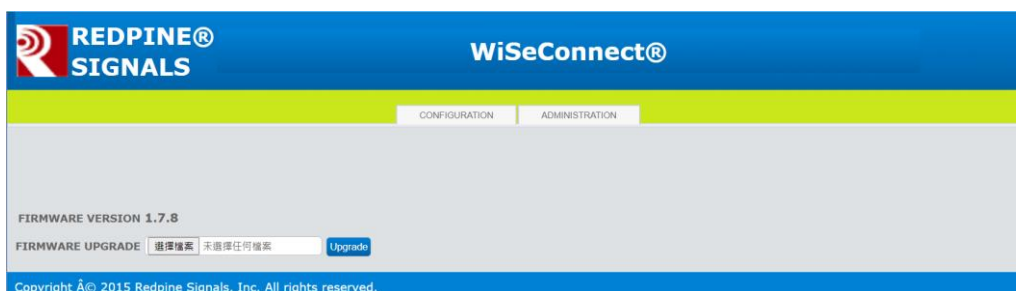 REDPINE®
SIGNALS
WiSeConnect®
CONFIGURATION
ADMINISTRATION
FIRMWARE VERSION 1.7.8
FIRMWARE UPGRADE 選擇檔案 未選擇任何檔案 Upgrade
Copyright Â© 2015 Redpine Signals, Inc. All rights reserved.